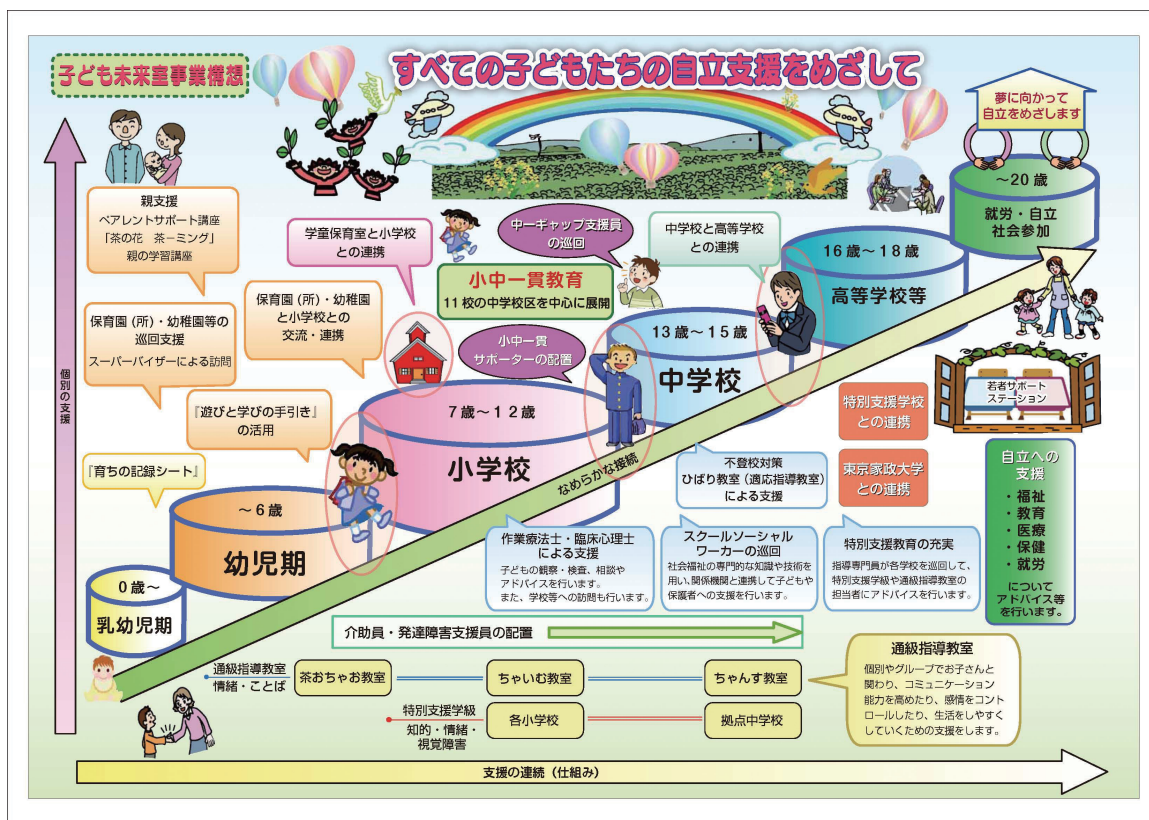 子ども未来室事業構想
すべての子どもたちの自立支援をめざして
夢に向かって
自立をめざします
～20歳
就労・自立
社会参加
16歳～18歳
高等学校等
13歳～15歳
中学校
7歳～12歳
小学校
～6歳
幼児期
0歳～
乳幼児期
個別の支援
親支援
ペアレントサポート講座
「茶の花　茶－ミング」
親の学習講座
保育園(所)・幼稚園等の
巡回支援
スーパーバイザーによる訪問
『育ちの記録シート』
『遊びと学びの手引き』
の活用
保育園(所)・幼稚園
と小学校との
交流・連携
学童保育室と小学校
との連携
中一ギャップ支援員
の巡回
小中一貫教育
11校の中学校区を中心に展開
小中一貫
サポーターの配置
中学校と高等学校
との連携
なめらかな接続
特別支援学校
との連携
東京家政大学
との連携
若者サポート
ステーション
不登校対策
ひばり教室(適応指導教室)
による支援
作業療法士・臨床心理士
による支援
子どもの観察・検査、相談や
アドバイスを行います。
また、学校等への訪問も行います。
スクールソーシャル
ワーカーの巡回
社会福祉の専門的な知識や技術を
用い、関係機関と連携して子どもや
保護者への支援を行います。
特別支援教育の充実
指導専門員が各学校を巡回して、
特別支援学級や通級指導教室の
担当者にアドバイスを行います。
自立への
支援
・福祉
・教育
・医療
・保健
・就労
について
アドバイス等
を行います。
介助員・発達障害支援員の配置
通級指導教室
情緒・ことば
茶おちゃお教室
ちゃいむ教室
ちゃんす教室
特別支援学級
知的・情緒・
視覚障害
各小学校
拠点中学校
通級指導教室
個別やグループでお子さんと
関わり、コミュニケーション
能力を高めたり、感情をコント
ロールしたり、生活をしやすく
していくための支援をします。
支援の連続（仕組み）